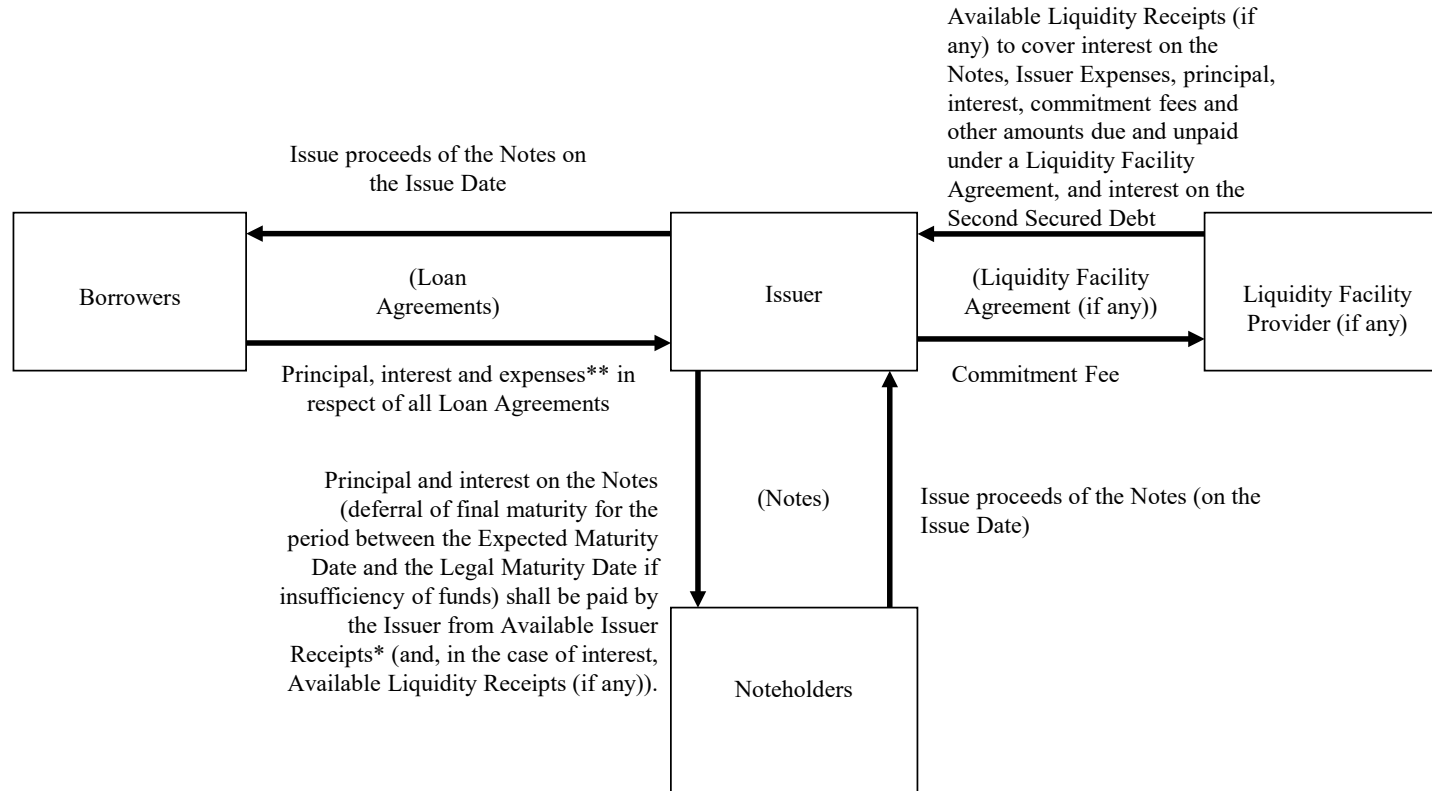 Available Liquidity Receipts (if
any) to cover interest on the
Notes, Issuer Expenses, principal,
interest, commitment fees and
other amounts due and unpaid
under a Liquidity Facility
Agreement, and interest on the
Second Secured Debt
Issue proceeds of the Notes on
the Issue Date
Borrowers
(Loan
Agreements)
Issuer
(Liquidity Facility
Agreement (if any))
Liquidity Facility
Provider (if any)
Principal, interest and expenses** in
respect of all Loan Agreements
Commitment Fee
Principal and interest on the Notes
(deferral of final maturity for the
period between the Expected Maturity
Date and the Legal Maturity Date if
insufficiency of funds) shall be paid by
the Issuer from Available Issuer
Receipts* (and, in the case of interest,
Available Liquidity Receipts (if any)).
(Notes)
Issue proceeds of the Notes (on the
Issue Date)
Noteholders